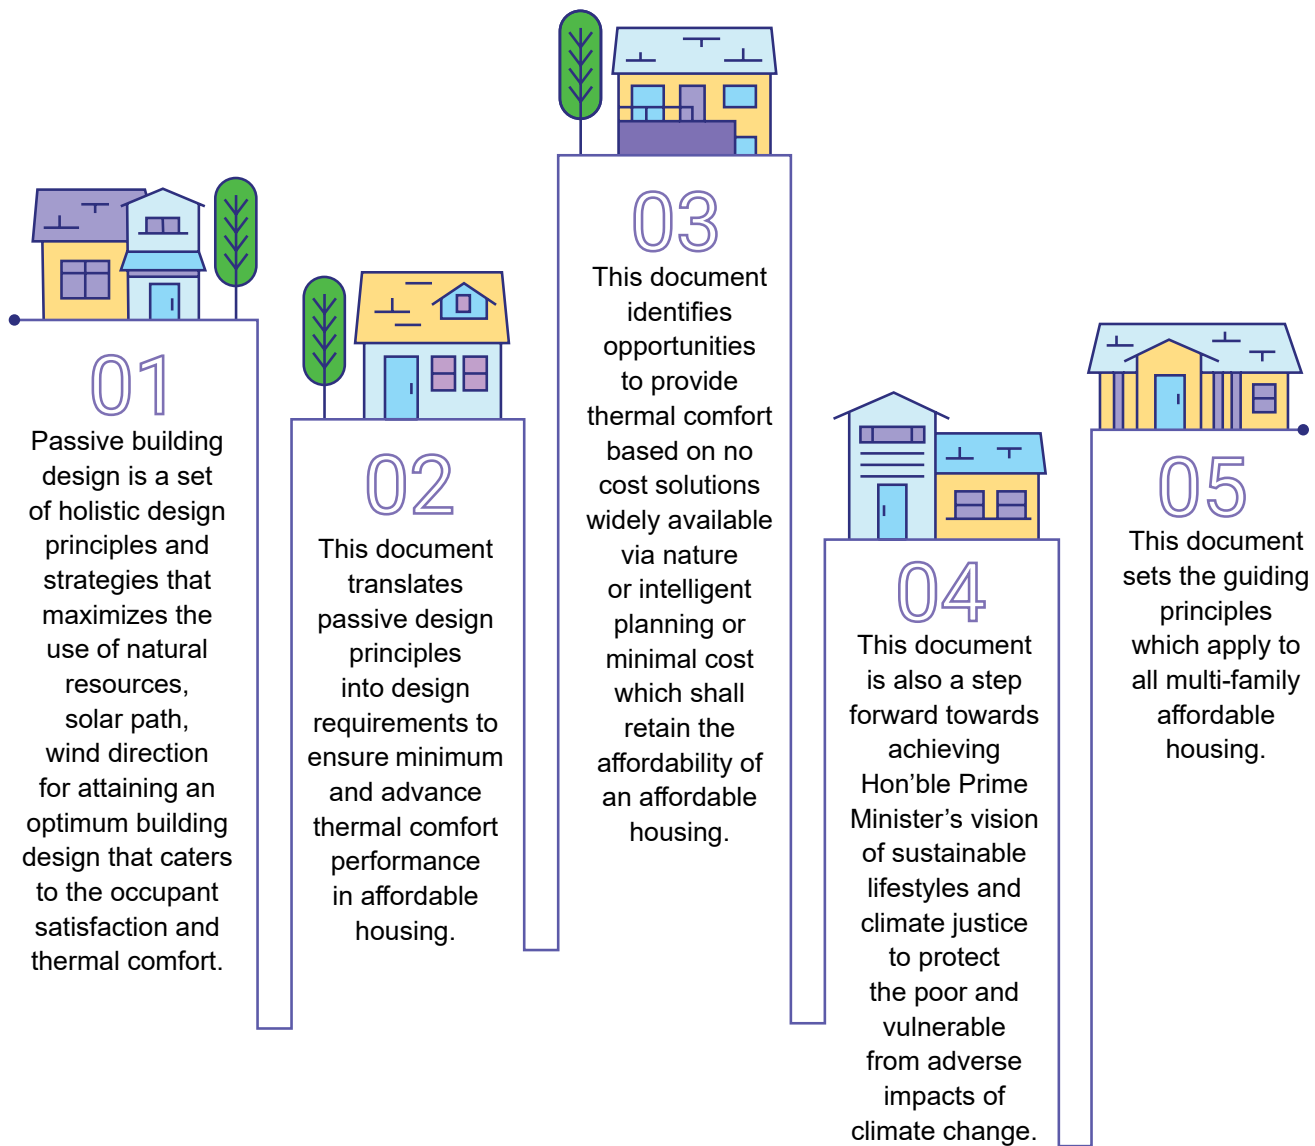 01
Passive building
design is a set
of holistic design
principles and
strategies that
maximizes the
use of natural
resources,
solar path,
wind direction
for attaining an
optimum building
design that caters
to the occupant
satisfaction and
thermal comfort.
02
This document
translates
passive design
principles
into design
requirements to
ensure minimum
and advance
thermal comfort
performance
in affordable
housing.
03
This document
identifies
opportunities
to provide
thermal comfort
based on no
cost solutions
widely available
via nature
or intelligent
planning or
minimal cost
which shall
retain the
affordability of
an affordable
housing.
04
This document
is also a step
forward towards
achieving
Hon’ble Prime
Minister’s vision
of sustainable
lifestyles and
climate justice
to protect
the poor and
vulnerable
from adverse
impacts of
climate change.
05
This document
sets the guiding
principles
which apply to
all multi-family
affordable
housing.